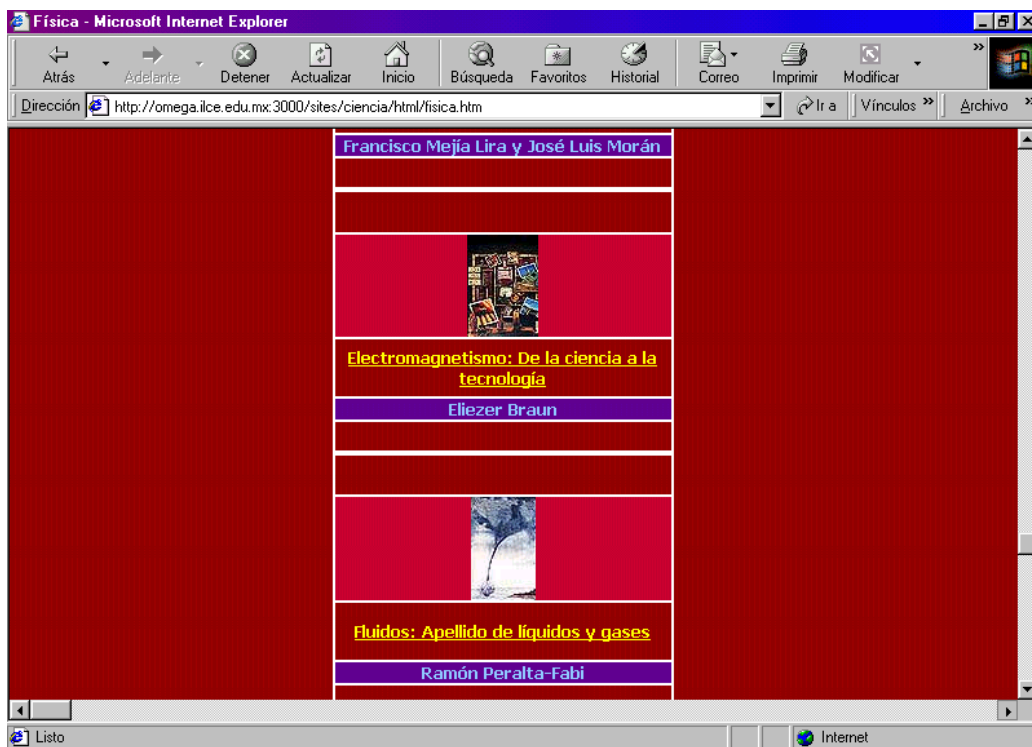 Física - Microsoft Internet Explorer
Atrás Adelante Detener Actualizar Inicio Búsqueda Favoritos Historial Correo Imprimir Modificar »
Dirección http://omega.ilce.edu.mx:3000/sites/ciencia/html/fisica.htm Ir a Vínculos » Archivo »
Francisco Mejía Lira y José Luis Morán
Electromagnetismo: De la ciencia a la
tecnología
Eliezer Braun
Fluidos: Apellido de líquidos y gases
Ramón Peralta-Fabi
Listo Internet